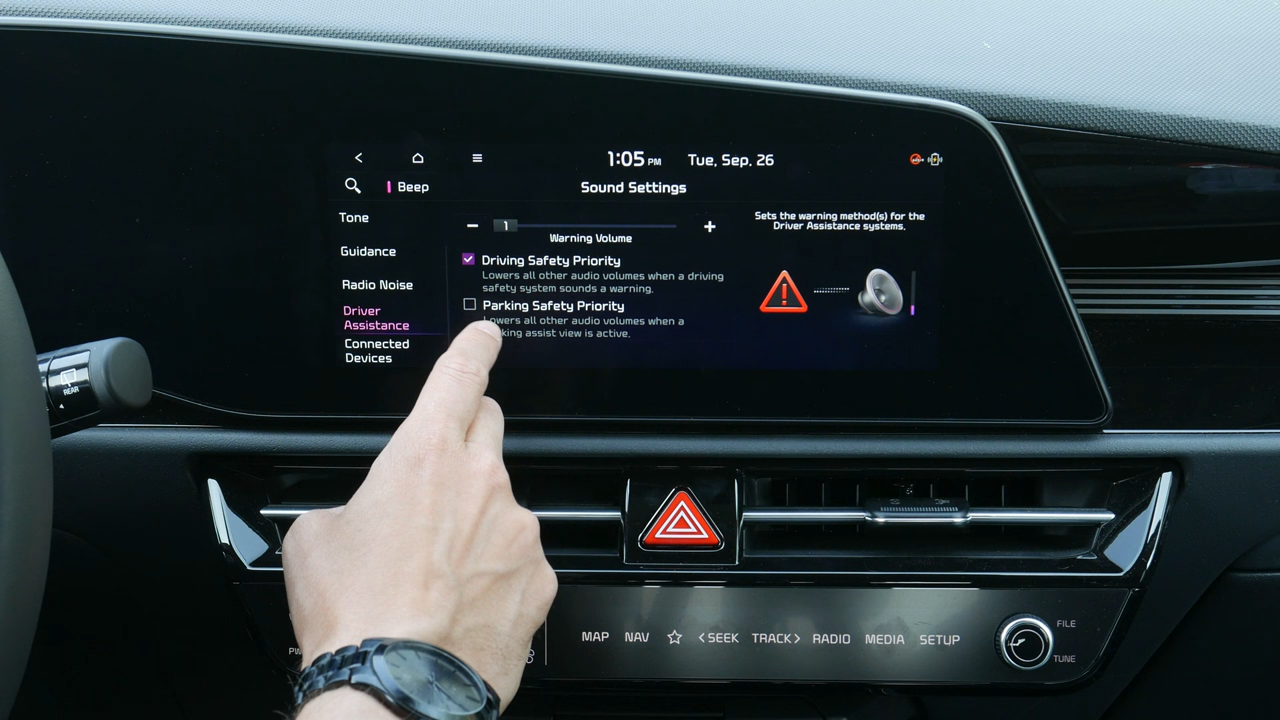 1:05 PM Tue, Sep. 26
Beep
Sound Settings
Tone
Guidance
Radio Noise
Driver
Assistance
Connected
Devices
− 1 +
Warning Volume
Driving Safety Priority
Lowers all other audio volumes when a driving
safety system sounds a warning.
Parking Safety Priority
Lowers all other audio volumes when a
king assist view is active.
Sets the warning method(s) for the
Driver Assistance systems.
REAR
MAP NAV ☆ <SEEK TRACK> RADIO MEDIA SETUP
FILE
TUNE